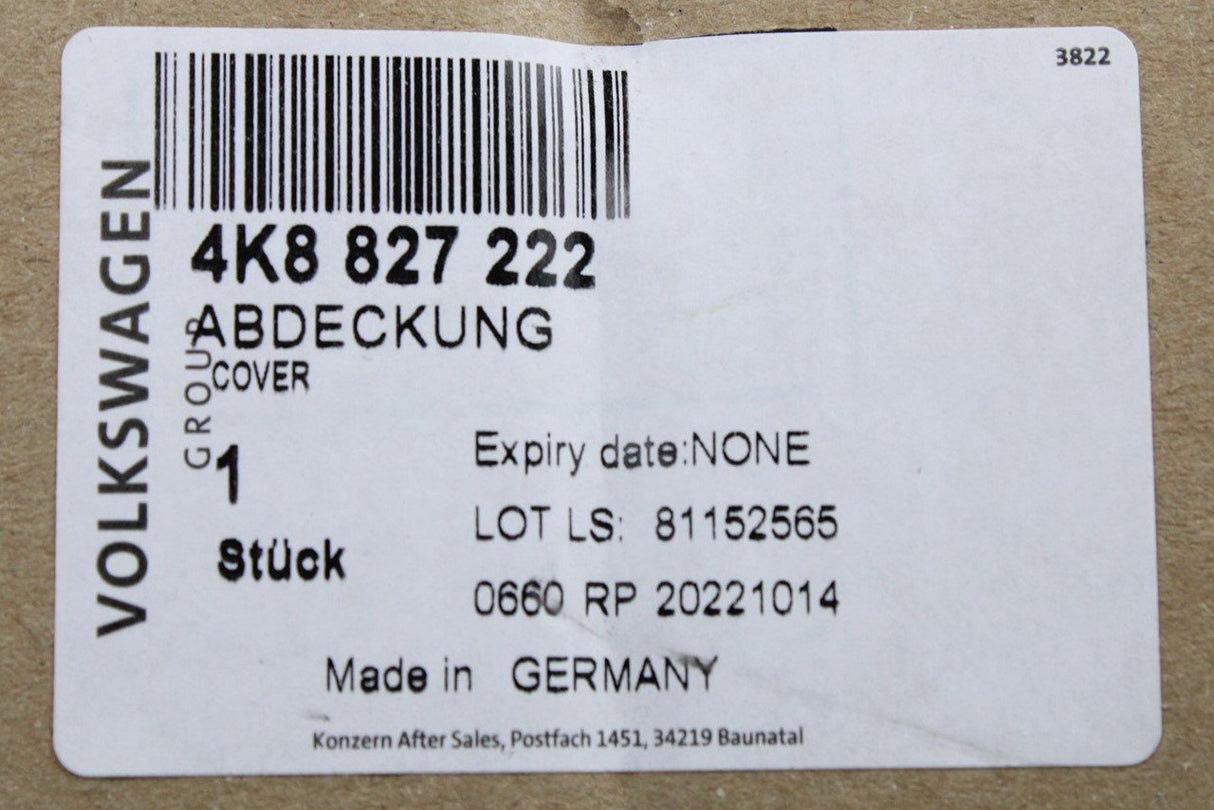 3822
VOLKSWAGEN
GROUP
4K8 827 222
ABDECKUNG
COVER
1
Stück
Expiry date:NONE
LOT LS: 81152565
0660 RP 20221014
Made in GERMANY
Konzern After Sales, Postfach 1451, 34219 Baunatal